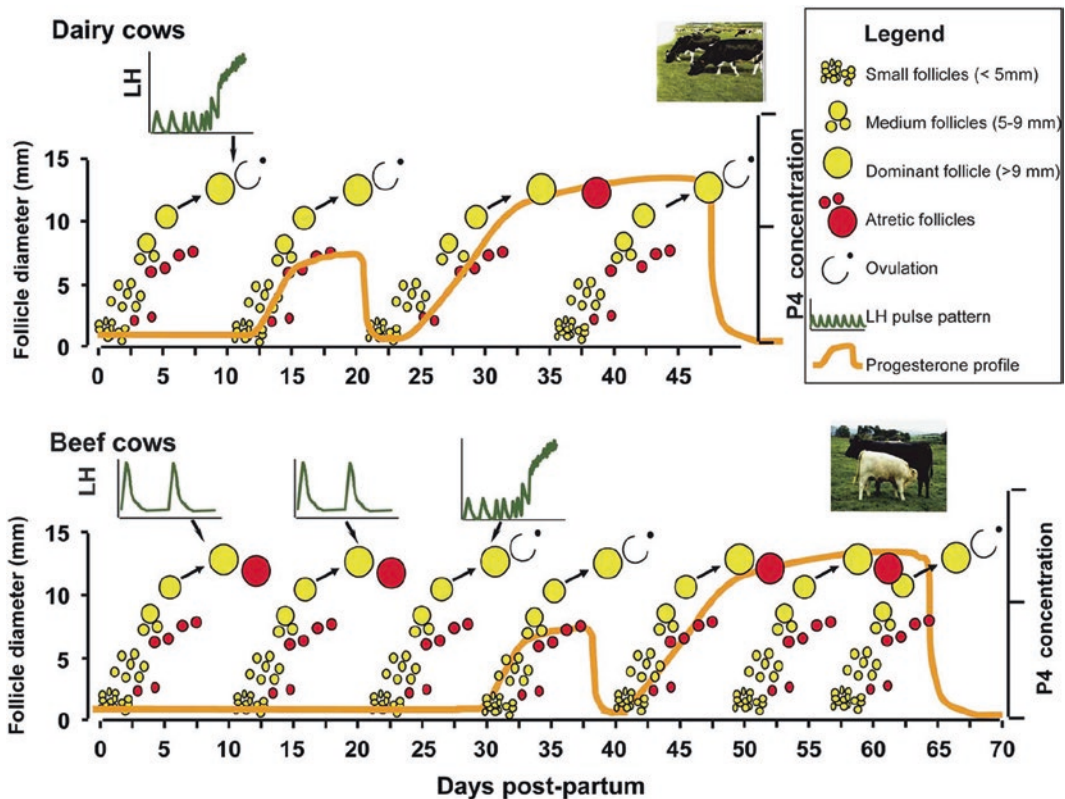 Dairy cows
LH
15
10
5
0
Follicle diameter (mm)
0 5 10 15 20 25 30 35 40 45
P4 concentration
Legend
Small follicles (< 5mm)
Medium follicles (5-9 mm)
Dominant follicle (>9 mm)
Atretic follicles
Ovulation
LH pulse pattern
Progesterone profile
Beef cows
LH
15
10
5
0
Follicle diameter (mm)
0 5 10 15 20 25 30 35 40 45 50 55 60 65 70
P4 concentration
Days post-partum